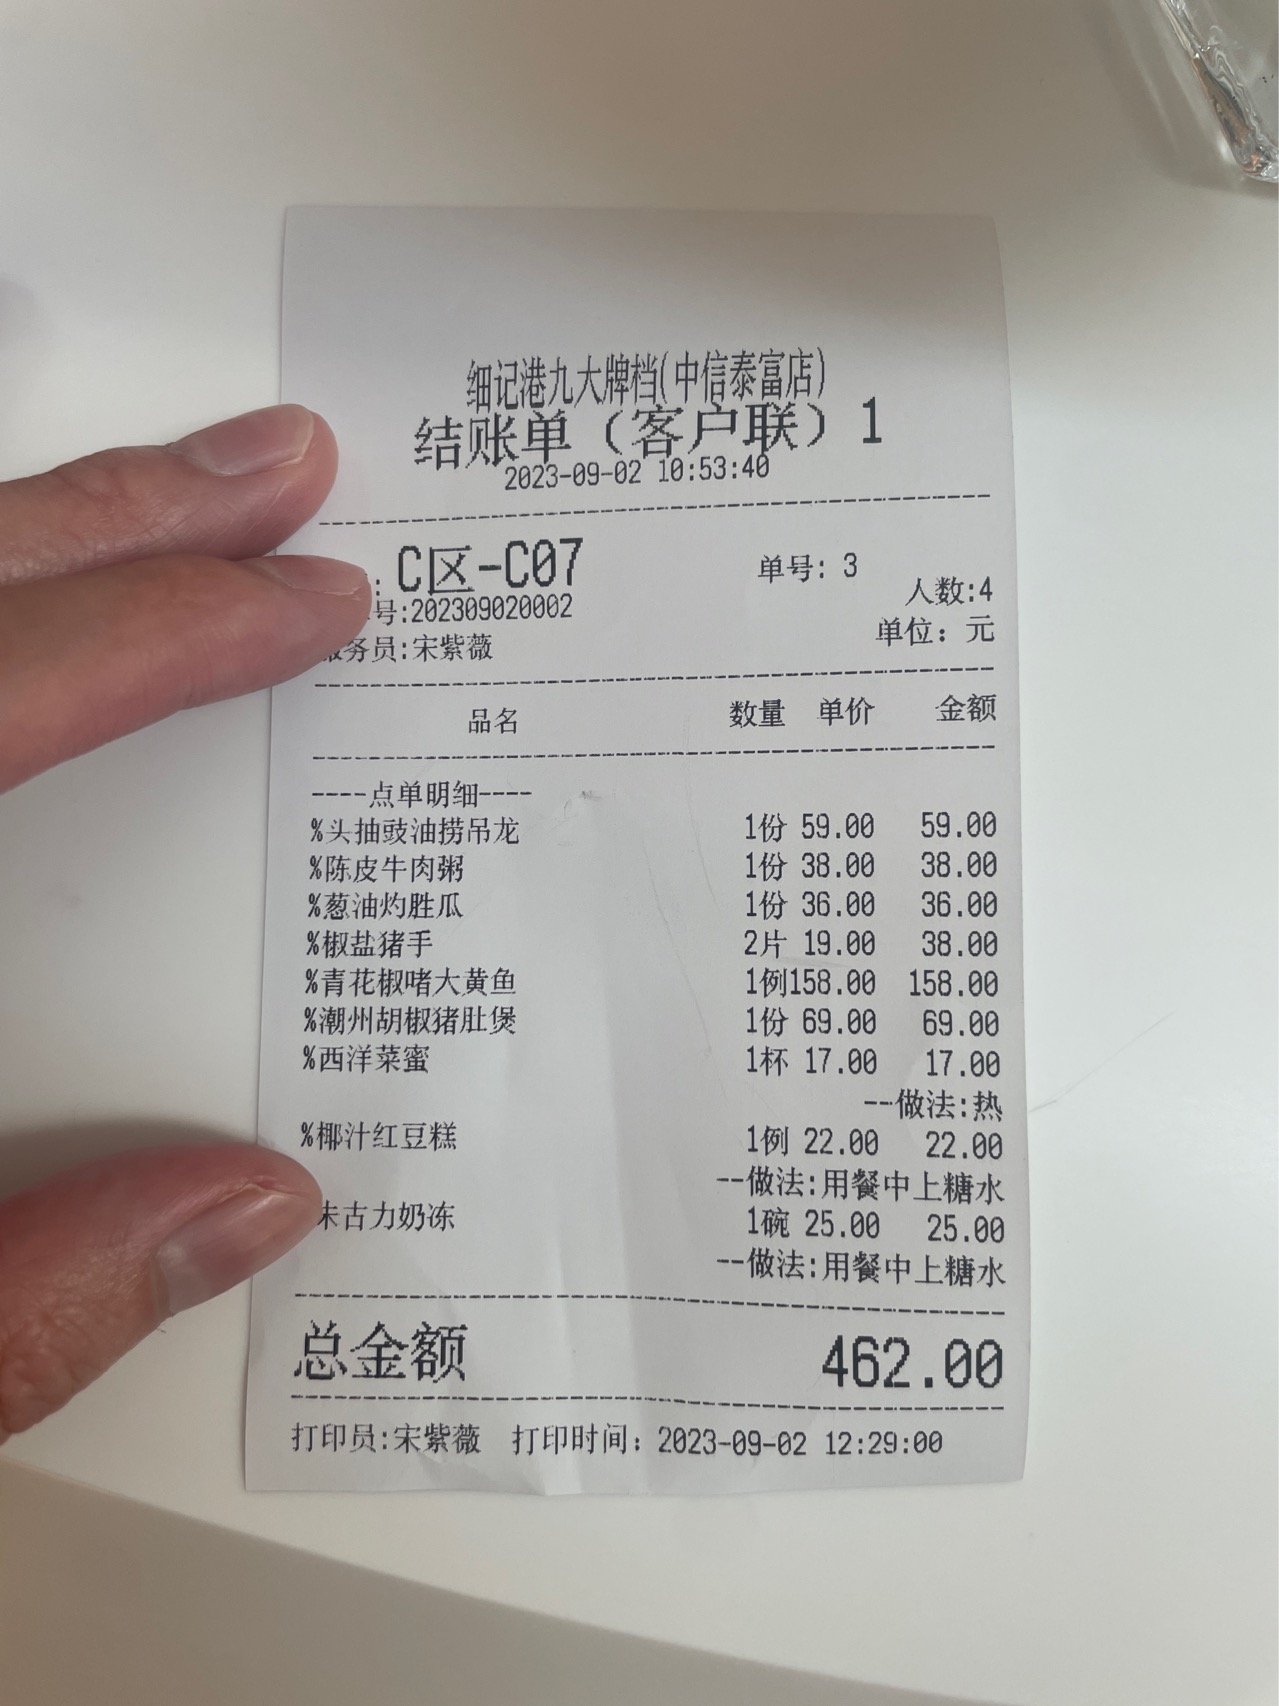 细记港九大牌档(中信泰富店)
结账单（客户联）1
2023-09-02 10:53:40
: C区-C07 单号: 3
号:202309020002 人数:4
服务员:宋紫薇 单位：元
品名 数量 单价 金额
----点单明细----
%头抽豉油捞吊龙 1份 59.00 59.00
%陈皮牛肉粥 1份 38.00 38.00
%葱油灼胜瓜 1份 36.00 36.00
%椒盐猪手 2片 19.00 38.00
%青花椒啫大黄鱼 1例158.00 158.00
%潮州胡椒猪肚煲 1份 69.00 69.00
%西洋菜蜜 1杯 17.00 17.00
--做法:热
%椰汁红豆糕 1例 22.00 22.00
--做法:用餐中上糖水
朱古力奶冻 1碗 25.00 25.00
--做法:用餐中上糖水
总金额 462.00
打印员:宋紫薇 打印时间：2023-09-02 12:29:00